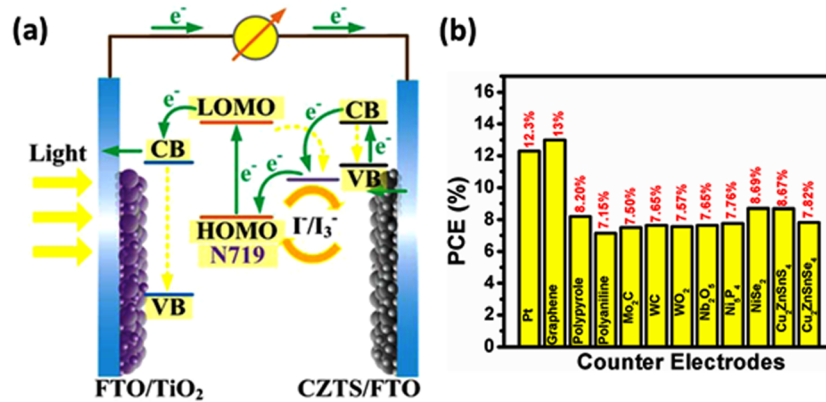 (a)
e⁻
e⁻
LOMO
e⁻
e⁻
CB
CB
Light
e⁻
e⁻
e⁻
VB
I⁻/I₃⁻
HOMO
N719
VB
FTO/TiO₂
CZTS/FTO
(b)
PCE (%)
16
14
12
10
8
6
4
2
0
12.3%
13%
8.20%
7.15%
7.50%
7.65%
7.57%
7.65%
7.76%
8.69%
8.67%
7.82%
Pt
Graphene
Polypyrole
Polyaniline
Mo₂C
WC
WO₂
Nb₂O₅
Ni₅P₄
NiSe₂
Cu₂ZnSnS₄
Cu₂ZnSnSe₄
Counter Electrodes